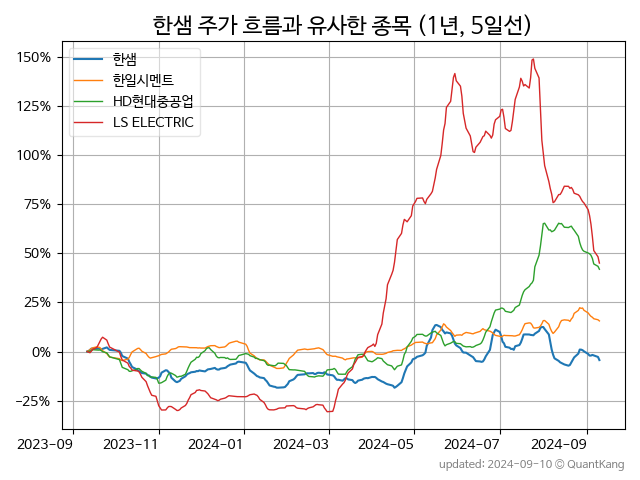 한샘 주가 흐름과 유사한 종목 (1년, 5일선)
한샘
한일시멘트
HD현대중공업
LS ELECTRIC
150%
125%
100%
75%
50%
25%
0%
−25%
2023-09
2023-11
2024-01
2024-03
2024-05
2024-07
2024-09
updated: 2024-09-10 © QuantKang